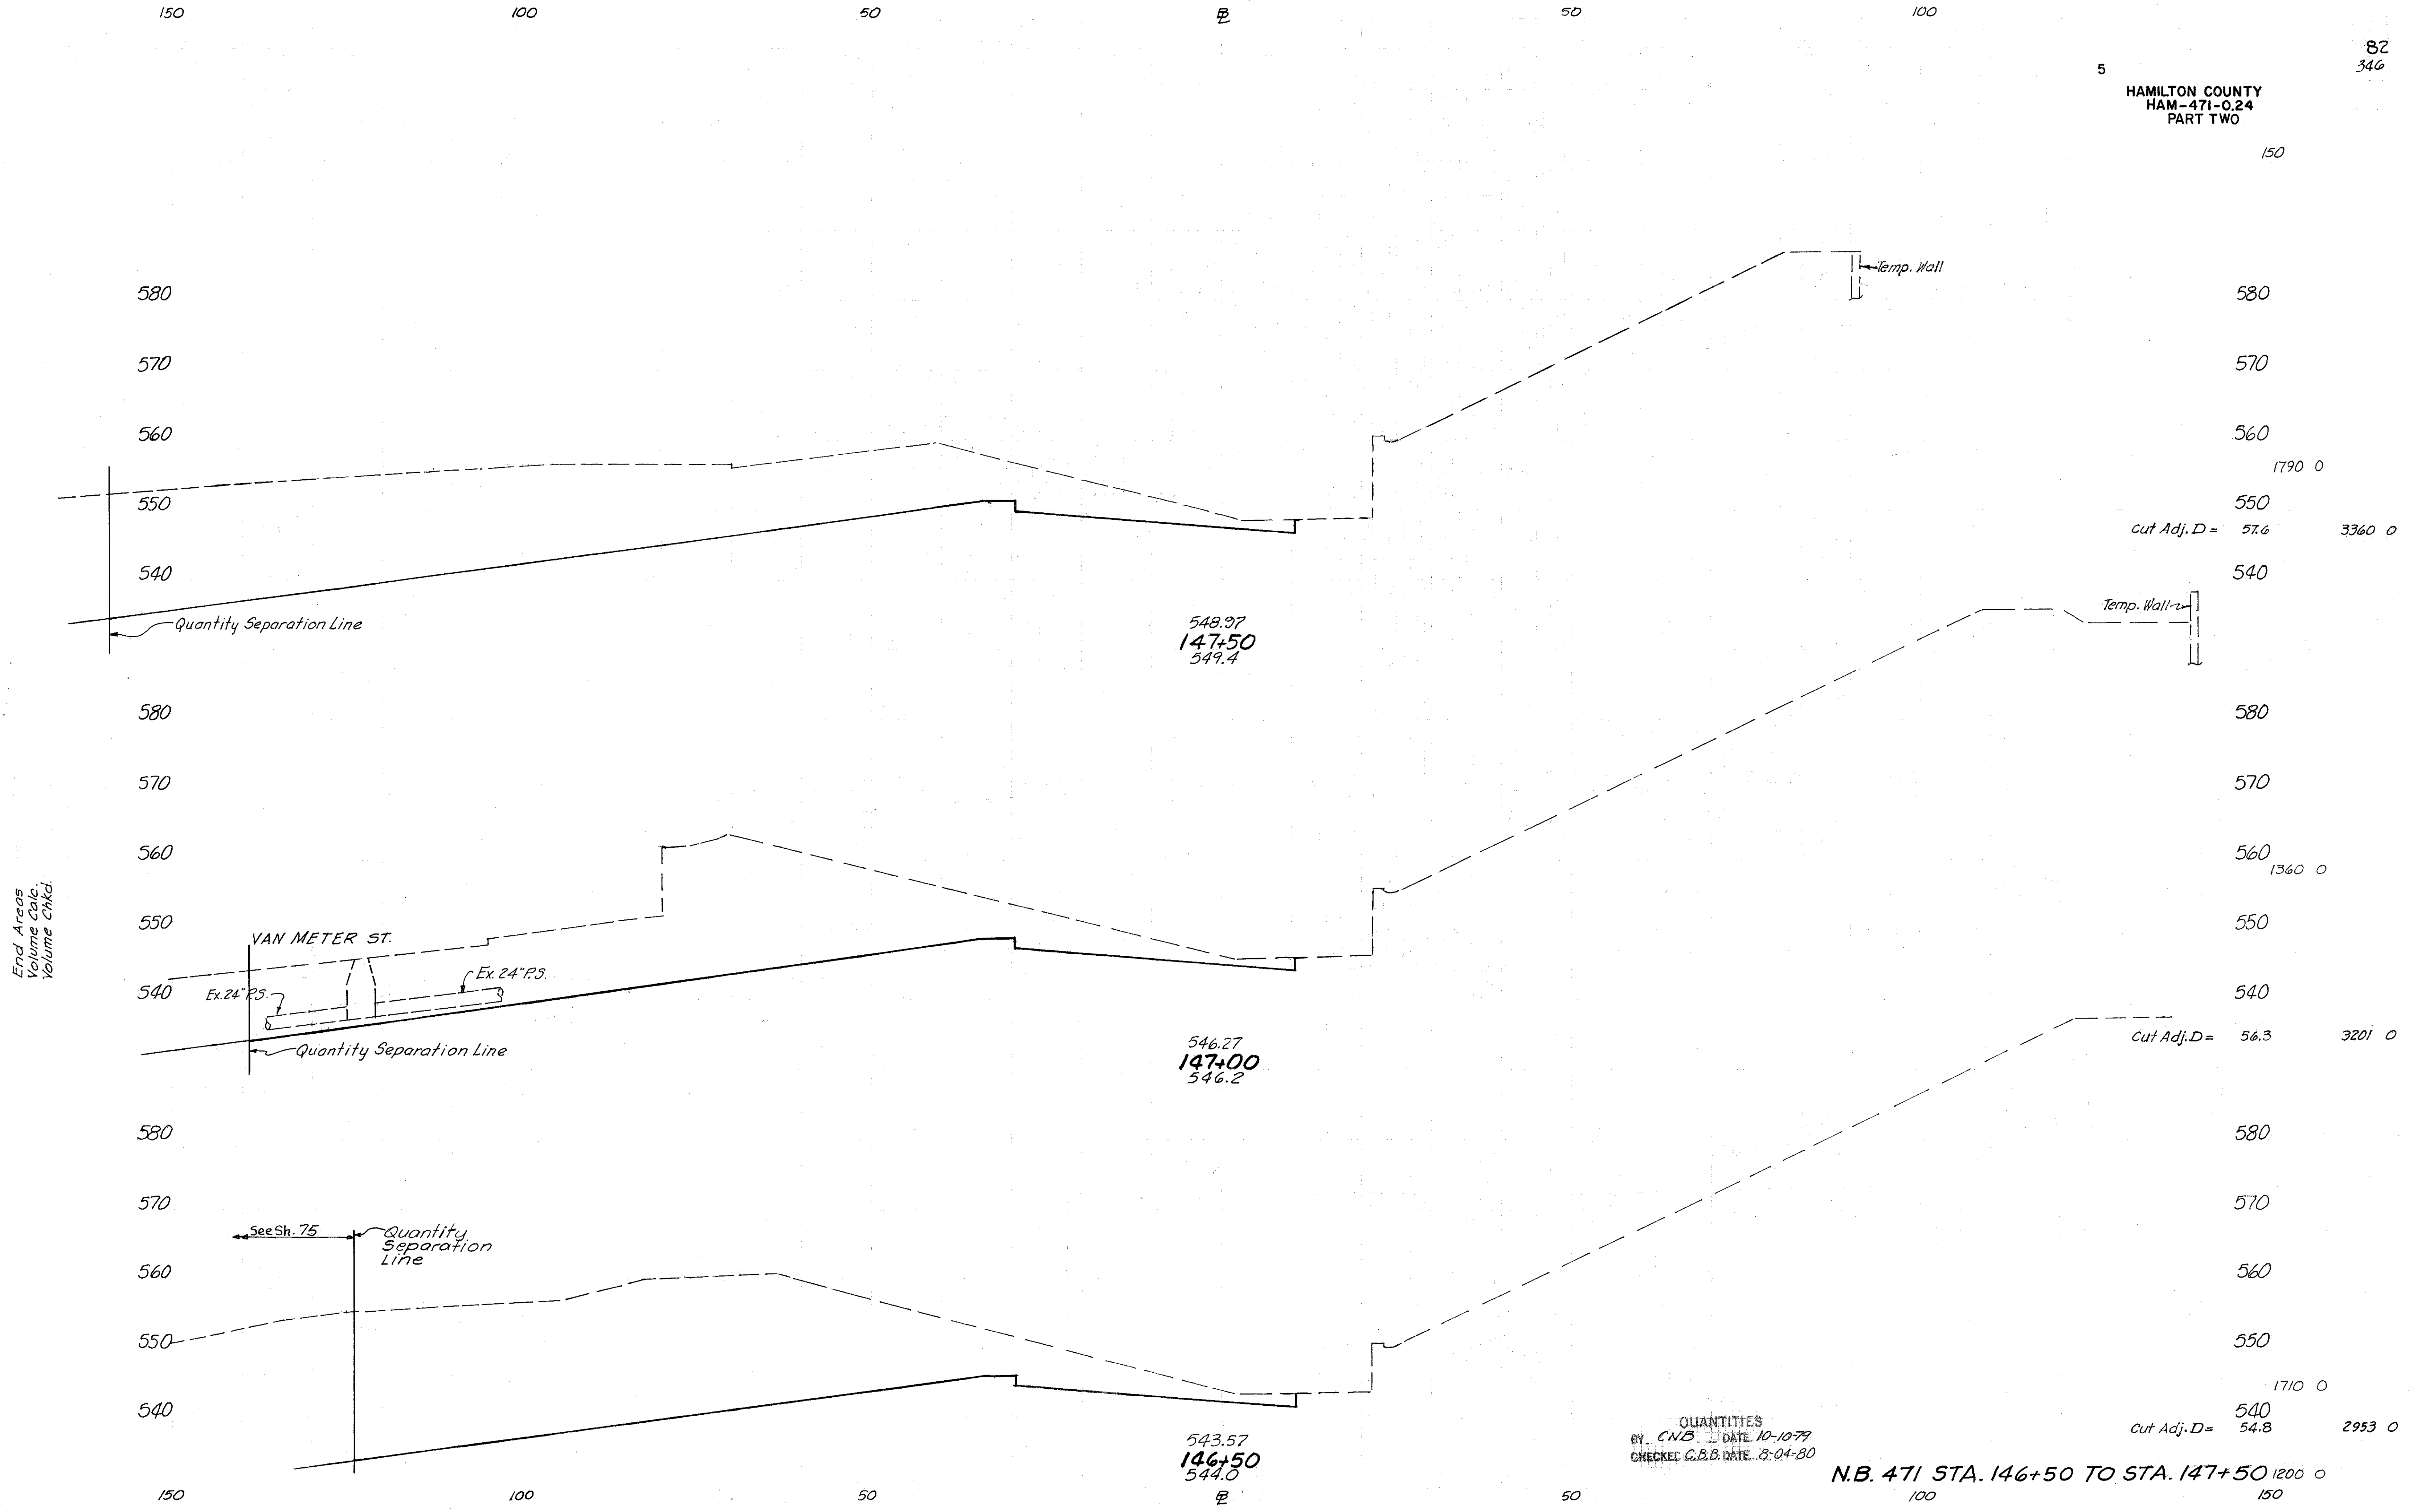 150 100 50 ℄ 50 100
82
346
5
HAMILTON COUNTY
HAM-471-0.24
PART TWO
150
Temp. Wall
580 580
570 570
560 560
1790 0
550 550
Cut Adj. D = 57.6 3360 0
540 540
Temp. Wall
Quantity Separation Line
548.97
147+50
549.4
580 580
570 570
560 560
1360 0
End Areas
Volume Calc.
Volume Chkd.
550 550
VAN METER ST.
Ex. 24" P.S.
Ex. 24" P.S.
540 540
Cut Adj. D = 56.3 3201 0
Quantity Separation Line
546.27
147+00
546.2
580 580
570 570
See Sh. 75
Quantity
Separation
Line
560 560
550 550
1710 0
540 540
Cut Adj. D = 54.8 2953 0
543.57
146+50
544.0
QUANTITIES
BY CNB DATE 10-10-79
CHECKED C.B.B. DATE 8-04-80
N.B. 471 STA. 146+50 TO STA. 147+50 1200 0
150 100 50 ℄ 50 100 150